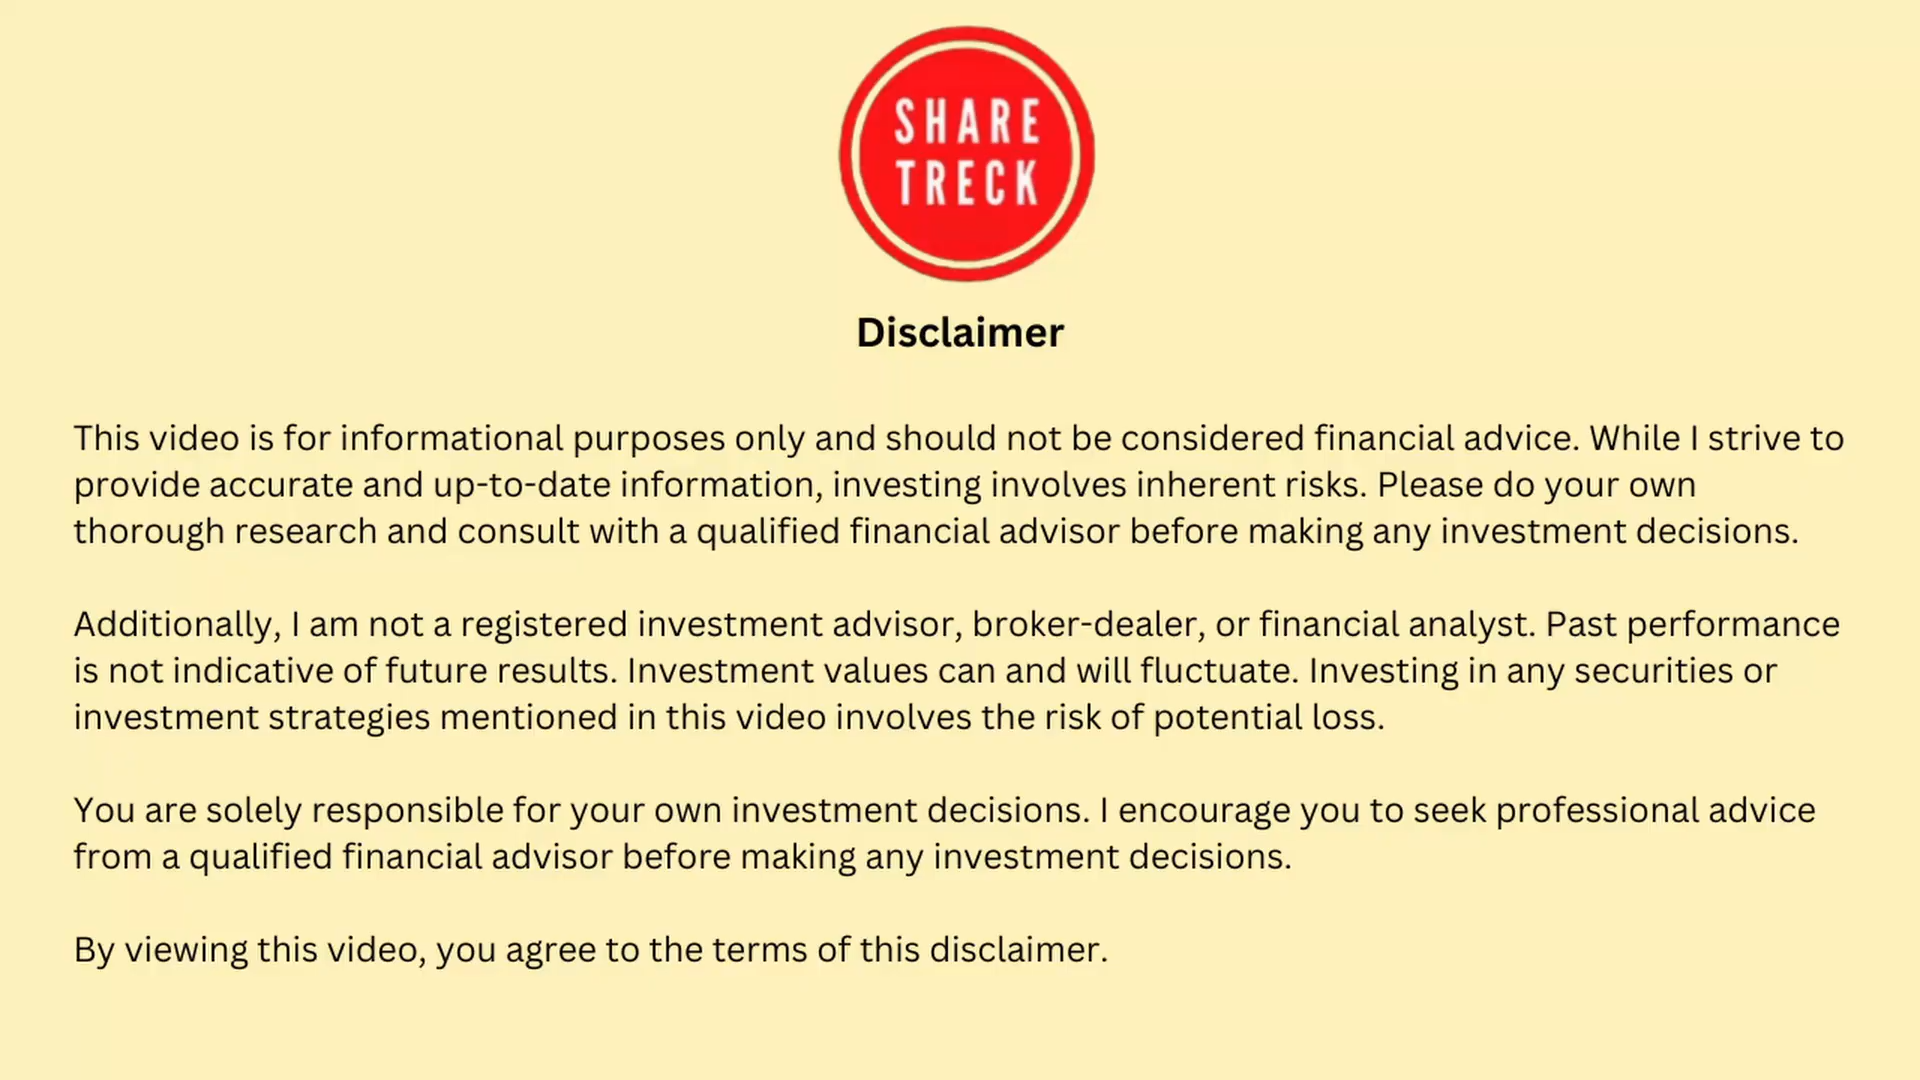 SHARE
TRECK
Disclaimer
This video is for informational purposes only and should not be considered financial advice. While I strive to
provide accurate and up-to-date information, investing involves inherent risks. Please do your own
thorough research and consult with a qualified financial advisor before making any investment decisions.
Additionally, I am not a registered investment advisor, broker-dealer, or financial analyst. Past performance
is not indicative of future results. Investment values can and will fluctuate. Investing in any securities or
investment strategies mentioned in this video involves the risk of potential loss.
You are solely responsible for your own investment decisions. I encourage you to seek professional advice
from a qualified financial advisor before making any investment decisions.
By viewing this video, you agree to the terms of this disclaimer.